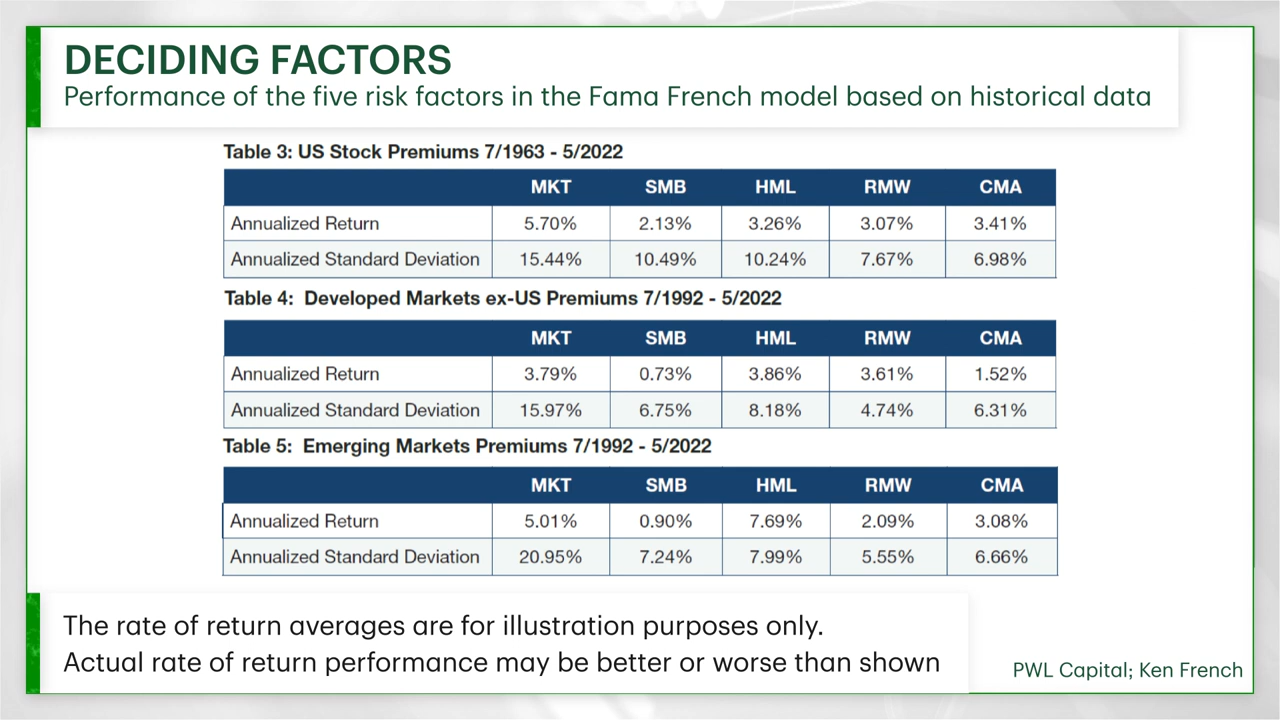 DECIDING FACTORS
Performance of the five risk factors in the Fama French model based on historical data
Table 3: US Stock Premiums 7/1963 - 5/2022
MKT SMB HML RMW CMA
Annualized Return 5.70% 2.13% 3.26% 3.07% 3.41%
Annualized Standard Deviation 15.44% 10.49% 10.24% 7.67% 6.98%
Table 4: Developed Markets ex-US Premiums 7/1992 - 5/2022
MKT SMB HML RMW CMA
Annualized Return 3.79% 0.73% 3.86% 3.61% 1.52%
Annualized Standard Deviation 15.97% 6.75% 8.18% 4.74% 6.31%
Table 5: Emerging Markets Premiums 7/1992 - 5/2022
MKT SMB HML RMW CMA
Annualized Return 5.01% 0.90% 7.69% 2.09% 3.08%
Annualized Standard Deviation 20.95% 7.24% 7.99% 5.55% 6.66%
The rate of return averages are for illustration purposes only.
Actual rate of return performance may be better or worse than shown
PWL Capital; Ken French